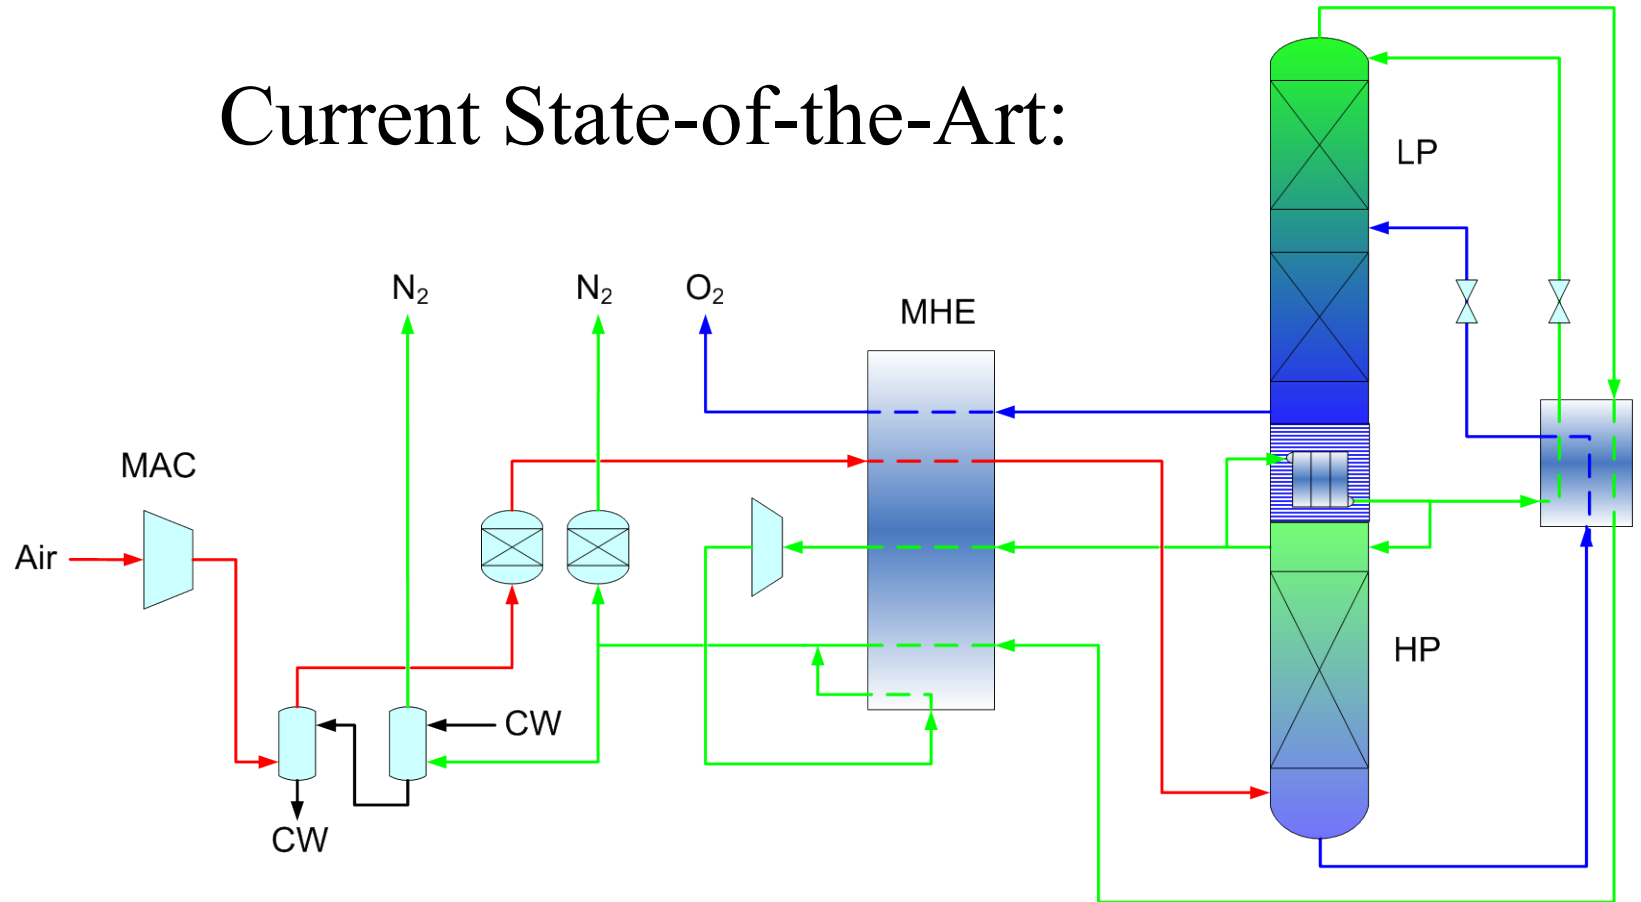 Current State-of-the-Art:
LP
N₂
N₂
O₂
MHE
MAC
Air
HP
CW
CW